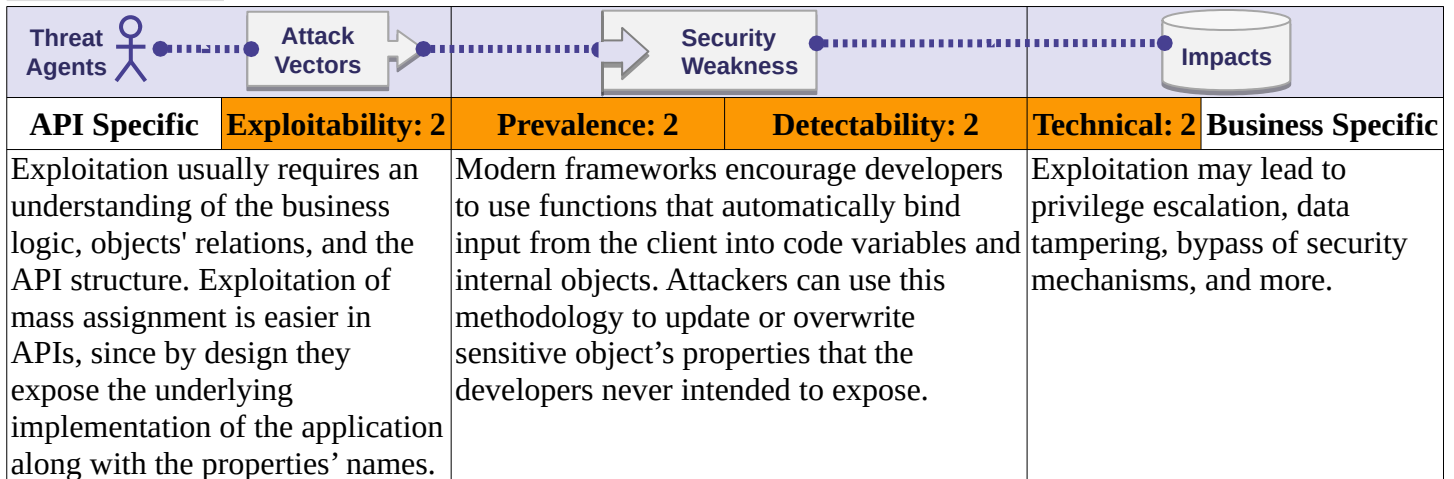 Threat
Agents
Attack
Vectors
Security
Weakness
Impacts
API Specific
Exploitability: 2
Prevalence: 2
Detectability: 2
Technical: 2
Business Specific
Exploitation usually requires an
understanding of the business
logic, objects' relations, and the
API structure. Exploitation of
mass assignment is easier in
APIs, since by design they
expose the underlying
implementation of the application
along with the properties’ names.
Modern frameworks encourage developers
to use functions that automatically bind
input from the client into code variables and
internal objects. Attackers can use this
methodology to update or overwrite
sensitive object’s properties that the
developers never intended to expose.
Exploitation may lead to
privilege escalation, data
tampering, bypass of security
mechanisms, and more.